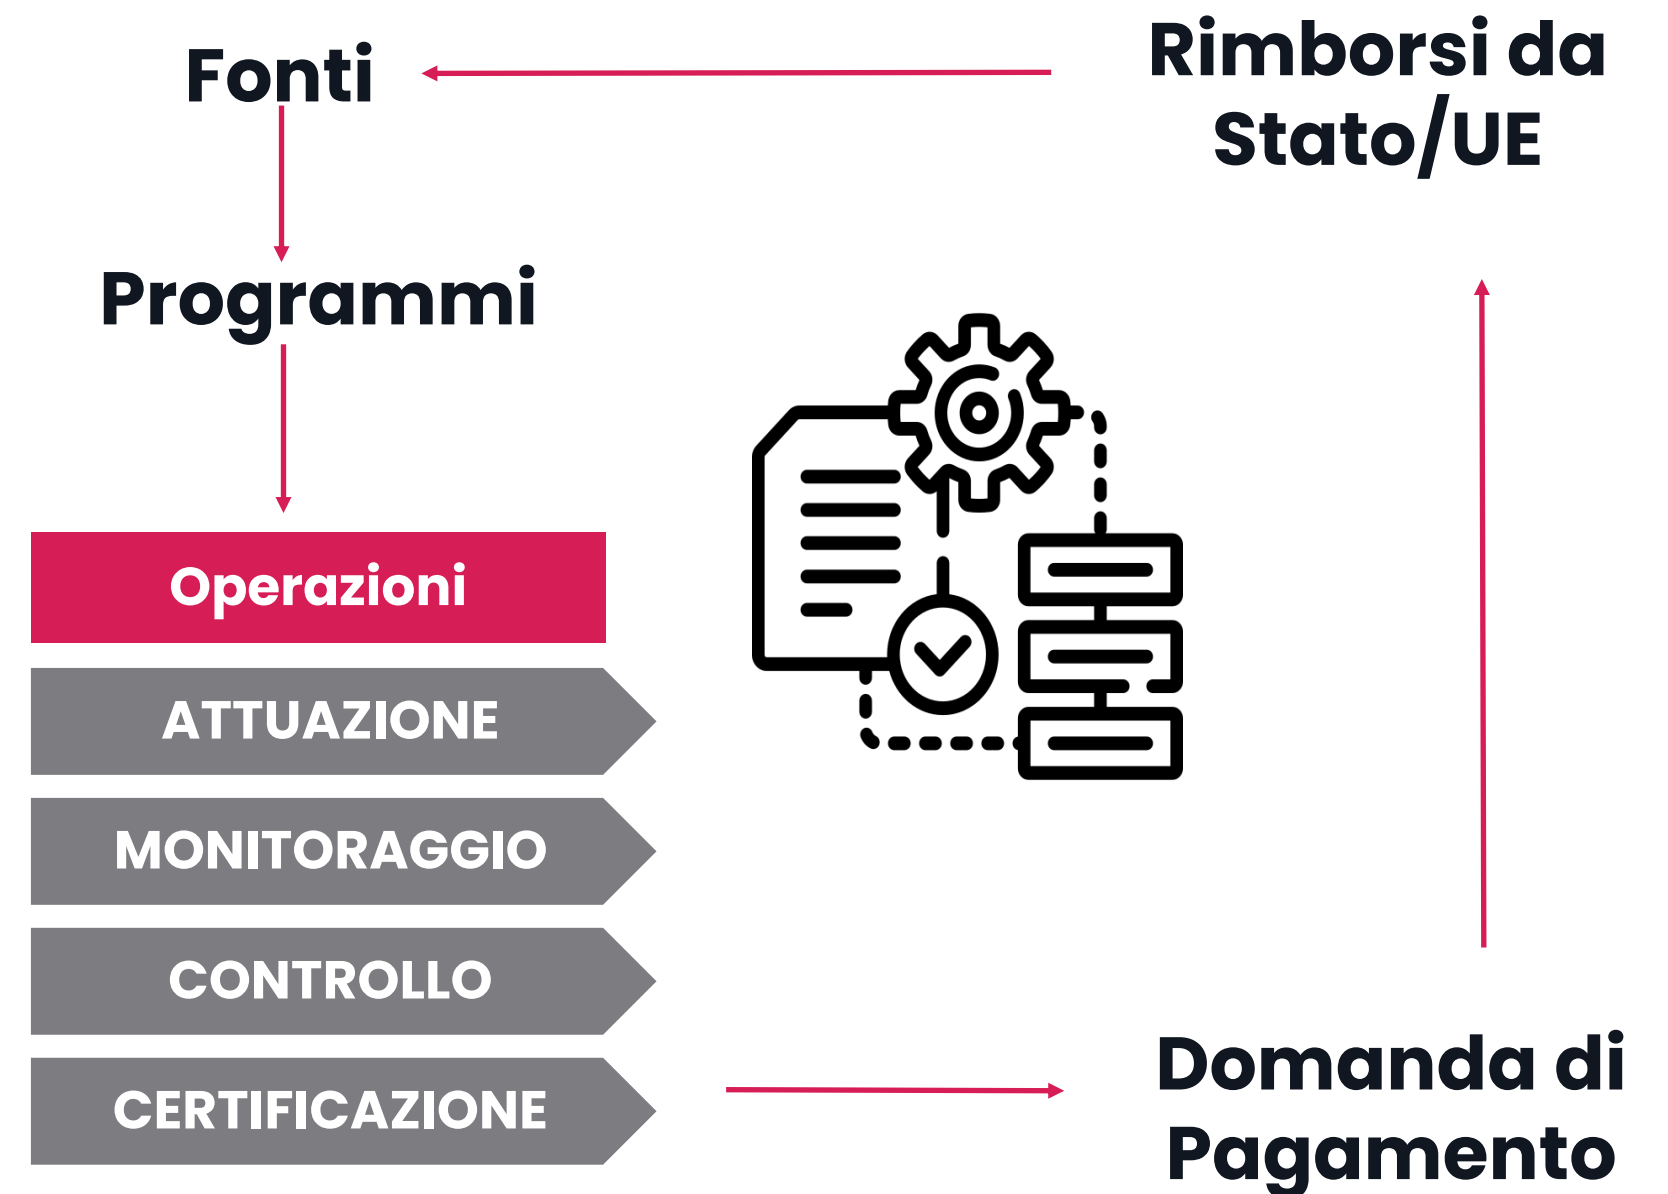 Fonti
Rimborsi da
Stato/UE
Programmi
Operazioni
ATTUAZIONE
MONITORAGGIO
CONTROLLO
CERTIFICAZIONE
Domanda di
Pagamento